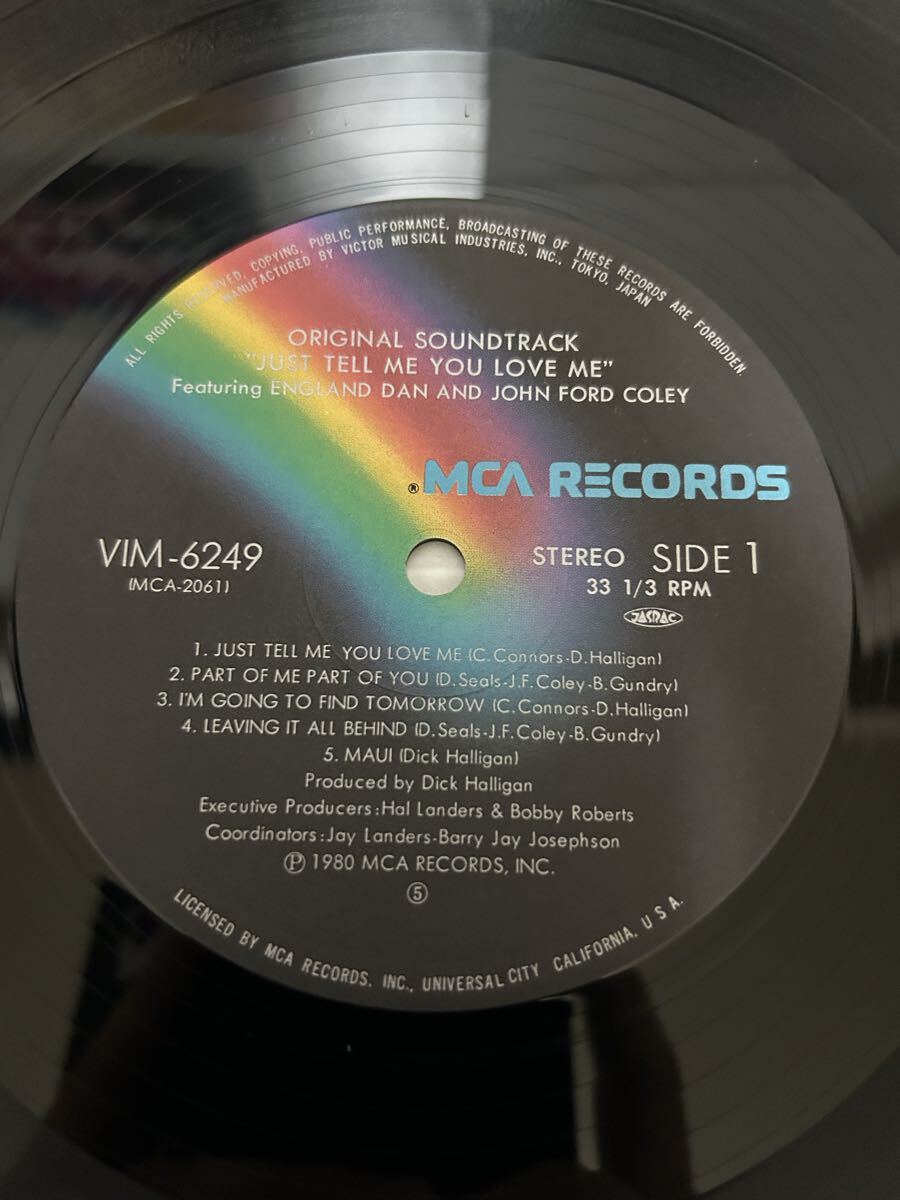 ALL RIGHTS RESERVED, COPYING, PUBLIC PERFORMANCE, BROADCASTING OF THESE RECORDS ARE FORBIDDEN.
MANUFACTURED BY VICTOR MUSICAL INDUSTRIES, INC., TOKYO, JAPAN
ORIGINAL SOUNDTRACK
"JUST TELL ME YOU LOVE ME"
Featuring ENGLAND DAN AND JOHN FORD COLEY
® MCA RECORDS
VIM-6249
(MCA-2061)
STEREO SIDE 1
33 1/3 RPM
JASRAC
1. JUST TELL ME YOU LOVE ME (C. Connors-D. Halligan)
2. PART OF ME PART OF YOU (D. Seals-J.F. Coley-B. Gundry)
3. I'M GOING TO FIND TOMORROW (C. Connors-D. Halligan)
4. LEAVING IT ALL BEHIND (D. Seals-J.F. Coley-B. Gundry)
5. MAUI (Dick Halligan)
Produced by Dick Halligan
Executive Producers: Hal Landers & Bobby Roberts
Coordinators: Jay Landers-Barry Jay Josephson
Ⓟ 1980 MCA RECORDS, INC.
⑤
LICENSED BY MCA RECORDS, INC., UNIVERSAL CITY CALIFORNIA, U S A.